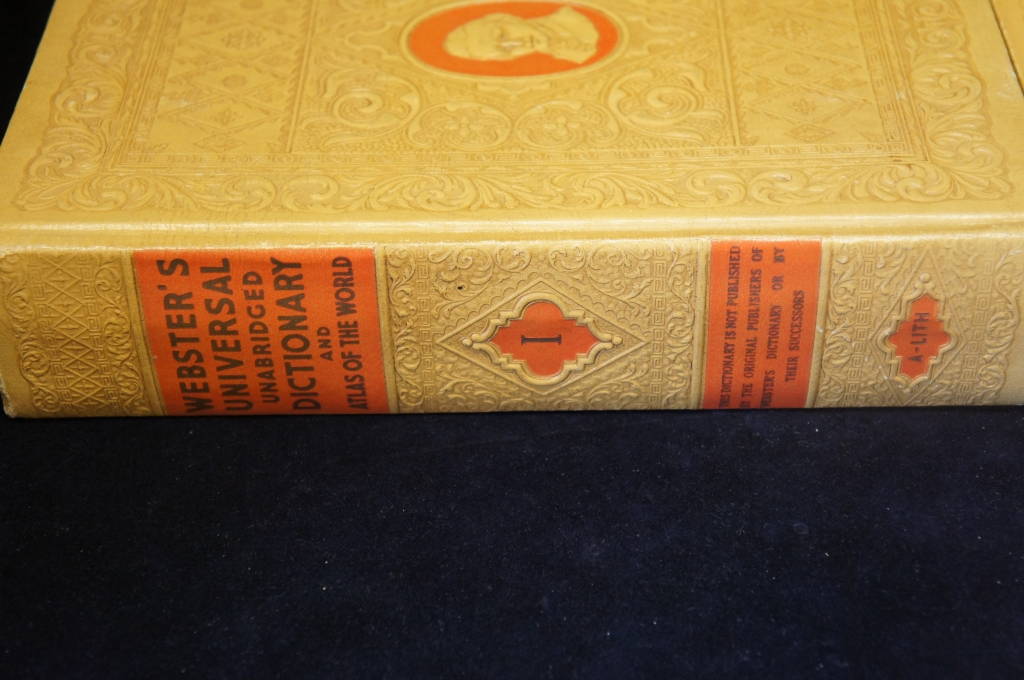 WEBSTER'S
UNIVERSAL
UNABRIDGED
DICTIONARY
AND
ATLAS OF THE WORLD
I
THIS DICTIONARY IS NOT PUBLISHED
BY THE ORIGINAL PUBLISHERS OF
WEBSTER'S DICTIONARY OR BY
THEIR SUCCESSORS
A-LITH